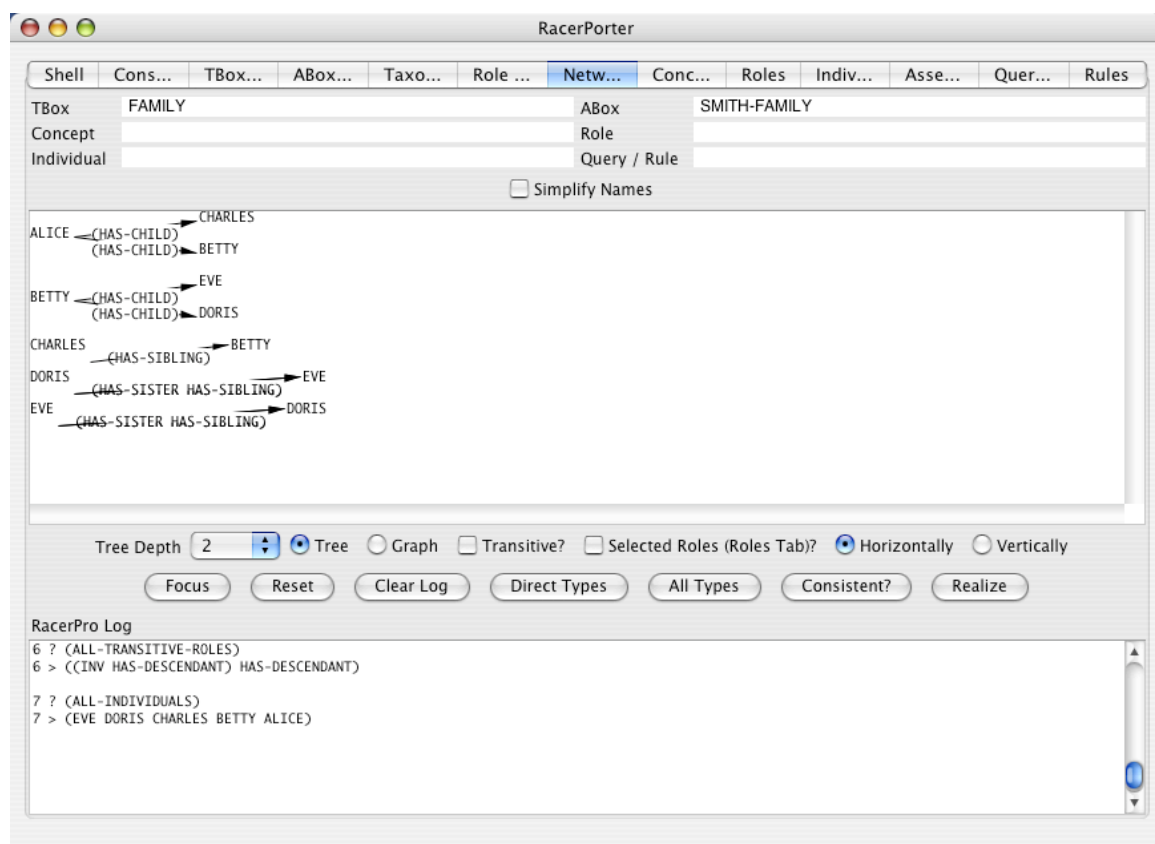 RacerPorter
Shell Cons... TBox... ABox... Taxo... Role ... Netw... Conc... Roles Indiv... Asse... Quer... Rules
TBox FAMILY ABox SMITH-FAMILY
Concept Role
Individual Query / Rule
Simplify Names
CHARLES
ALICE (HAS-CHILD)
(HAS-CHILD) BETTY
EVE
BETTY (HAS-CHILD)
(HAS-CHILD) DORIS
CHARLES BETTY
(HAS-SIBLING)
DORIS EVE
(HAS-SISTER HAS-SIBLING)
EVE DORIS
(HAS-SISTER HAS-SIBLING)
Tree Depth 2 Tree Graph Transitive? Selected Roles (Roles Tab)? Horizontally Vertically
Focus Reset Clear Log Direct Types All Types Consistent? Realize
RacerPro Log
6 ? (ALL-TRANSITIVE-ROLES)
6 > ((INV HAS-DESCENDANT) HAS-DESCENDANT)
7 ? (ALL-INDIVIDUALS)
7 > (EVE DORIS CHARLES BETTY ALICE)